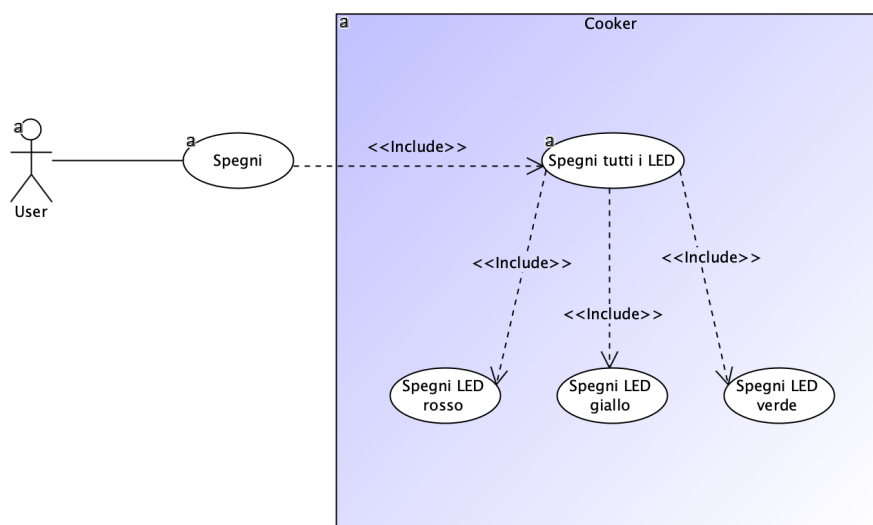 a
Cooker
a
a
<<Include>>
a
Spegni
Spegni tutti i LED
User
<<Include>>
<<Include>>
<<Include>>
Spegni LED
rosso
Spegni LED
giallo
Spegni LED
verde